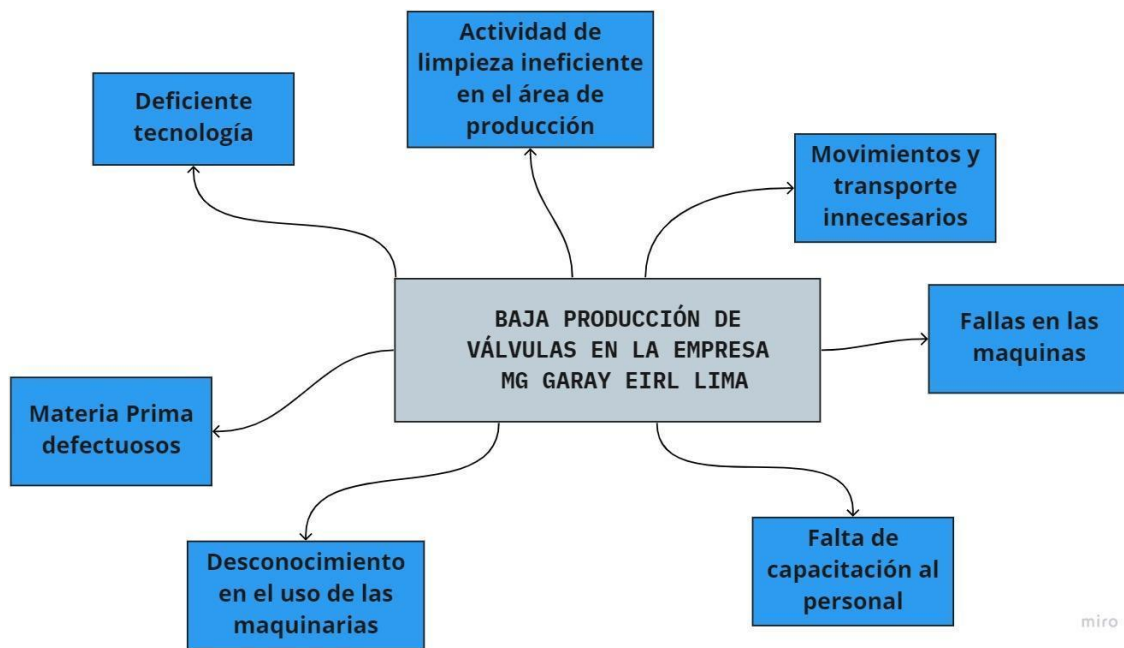 Actividad de
limpieza ineficiente
en el área de
producción
Deficiente
tecnología
Movimientos y
transporte
innecesarios
BAJA PRODUCCIÓN DE
VÁLVULAS EN LA EMPRESA
MG GARAY EIRL LIMA
Fallas en las
maquinas
Materia Prima
defectuosos
Desconocimiento
en el uso de las
maquinarias
Falta de
capacitación al
personal
miro